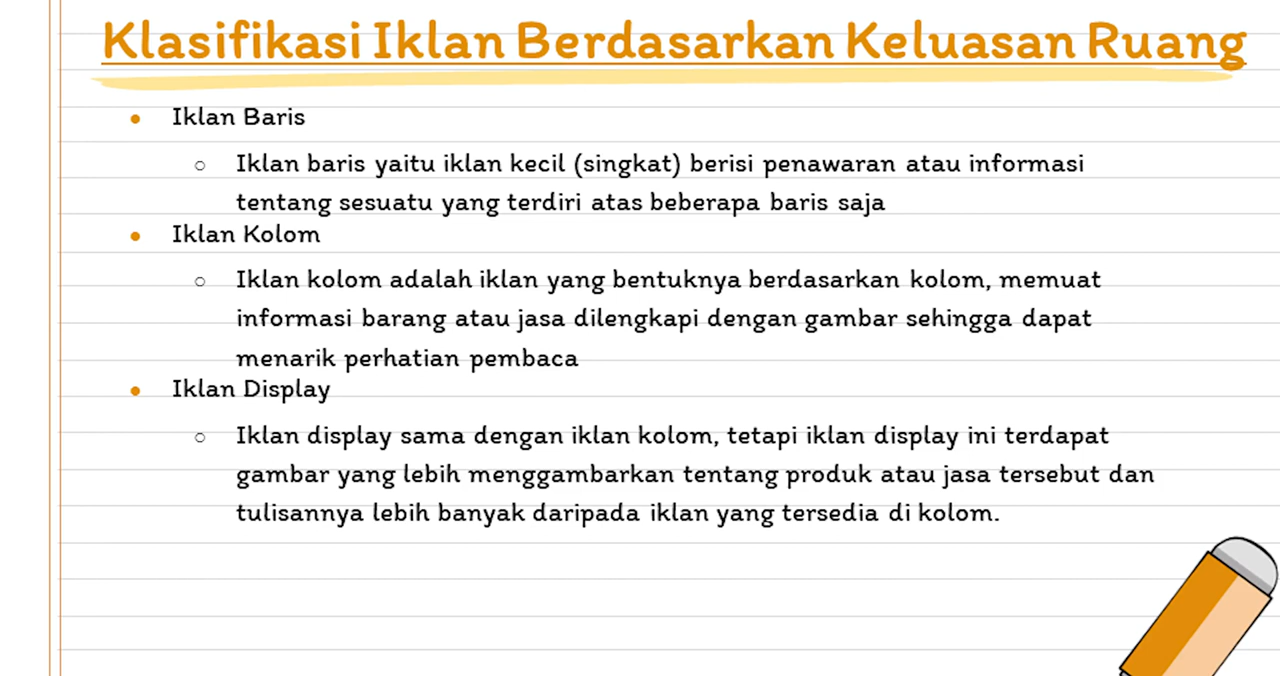 Klasifikasi Iklan Berdasarkan Keluasan Ruang
● Iklan Baris
○ Iklan baris yaitu iklan kecil (singkat) berisi penawaran atau informasi
tentang sesuatu yang terdiri atas beberapa baris saja
● Iklan Kolom
○ Iklan kolom adalah iklan yang bentuknya berdasarkan kolom, memuat
informasi barang atau jasa dilengkapi dengan gambar sehingga dapat
menarik perhatian pembaca
● Iklan Display
○ Iklan display sama dengan iklan kolom, tetapi iklan display ini terdapat
gambar yang lebih menggambarkan tentang produk atau jasa tersebut dan
tulisannya lebih banyak daripada iklan yang tersedia di kolom.